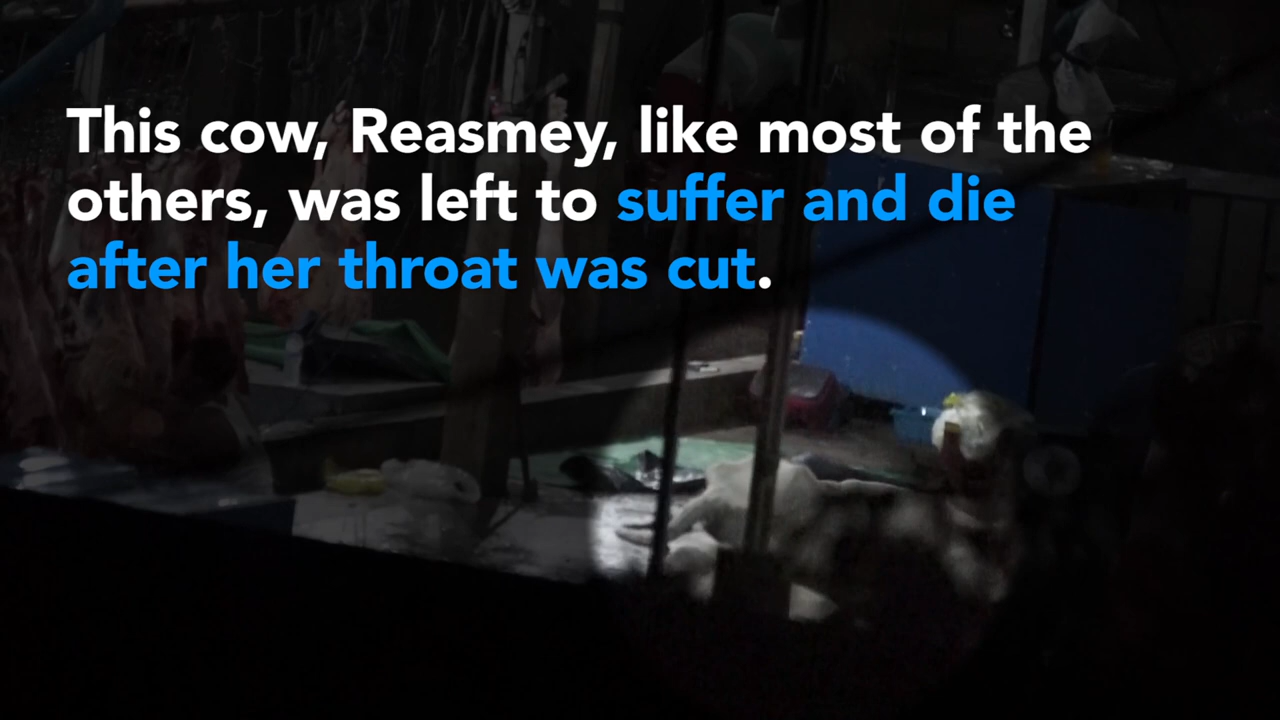 This cow, Reasmey, like most of the
others, was left to suffer and die
after her throat was cut.